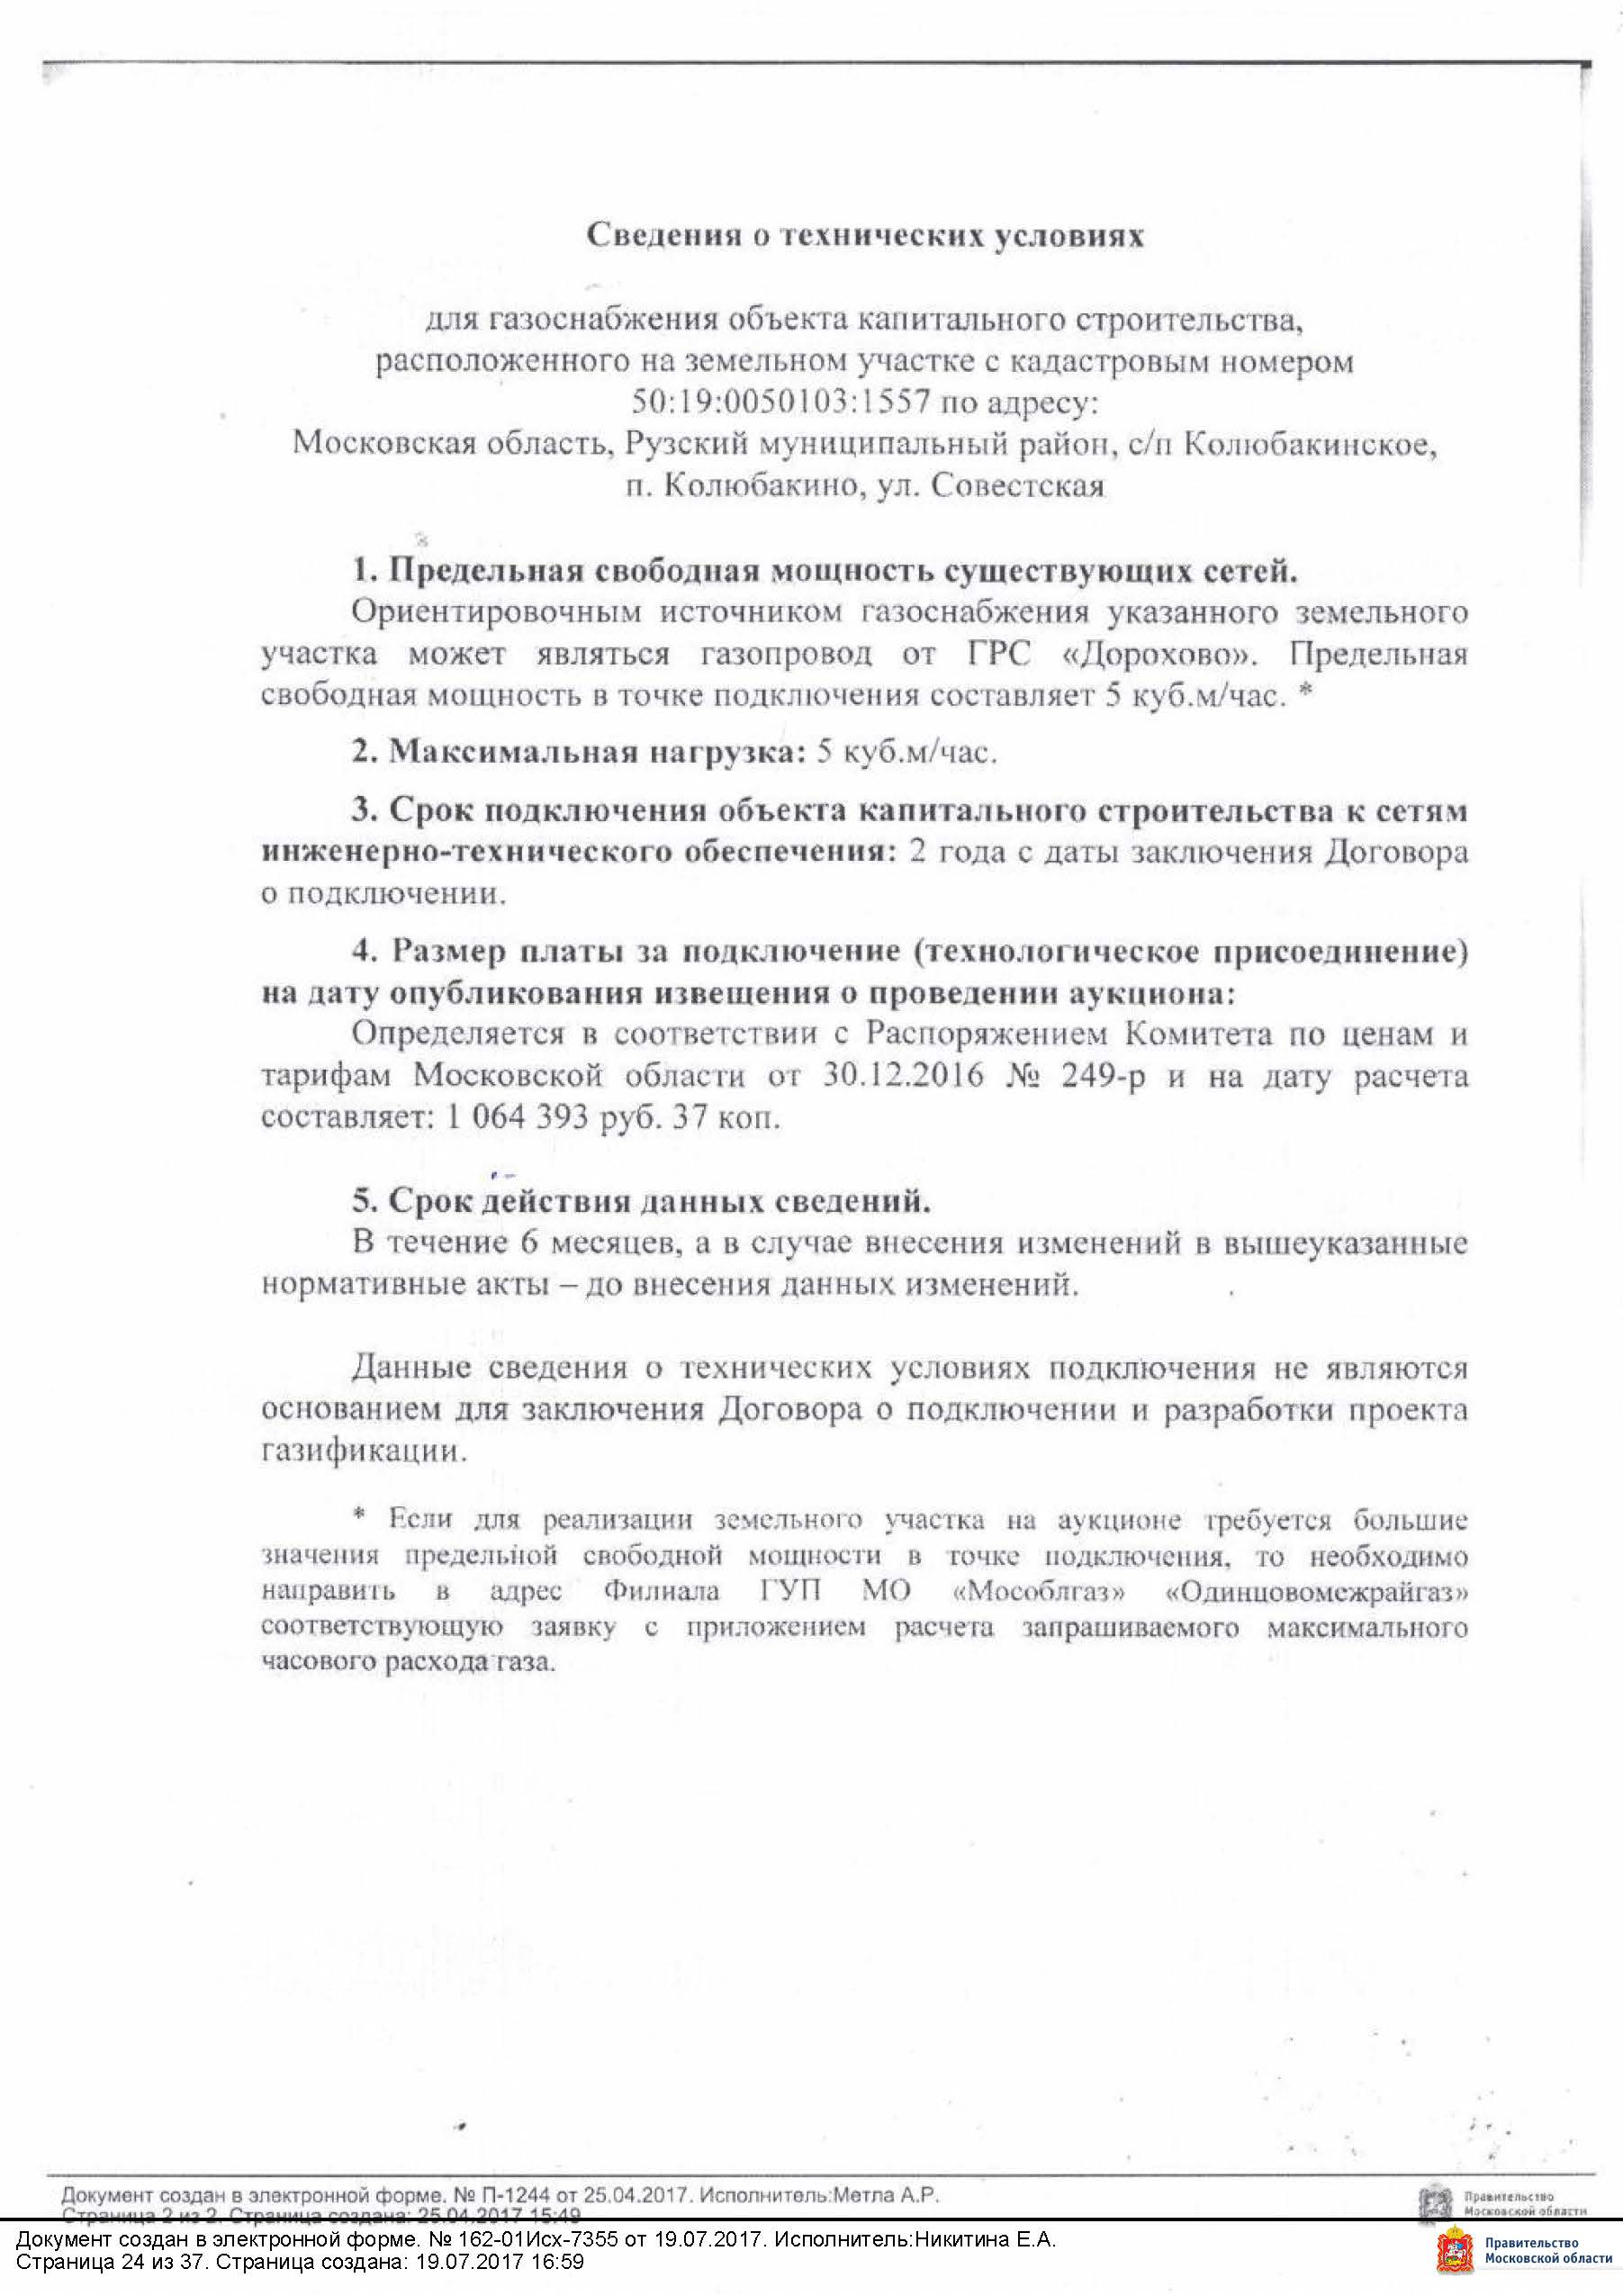 Сведения о технических условиях
для газоснабжения объекта капитального строительства,
расположенного на земельном участке с кадастровым номером
50:19:0050103:1557 по адресу:
Московская область, Рузский муниципальный район, с/п Колюбакинское,
п. Колюбакино, ул. Совестская
1. Предельная свободная мощность существующих сетей.
Ориентировочным источником газоснабжения указанного земельного
участка может являться газопровод от ГРС «Дорохово». Предельная
свободная мощность в точке подключения составляет 5 куб.м/час. *
2. Максимальная нагрузка: 5 куб.м/час.
3. Срок подключения объекта капитального строительства к сетям
инженерно-технического обеспечения: 2 года с даты заключения Договора
о подключении.
4. Размер платы за подключение (технологическое присоединение)
на дату опубликования извещения о проведении аукциона:
Определяется в соответствии с Распоряжением Комитета по ценам и
тарифам Московской области от 30.12.2016 № 249-р и на дату расчета
составляет: 1 064 393 руб. 37 коп.
5. Срок действия данных сведений.
В течение 6 месяцев, а в случае внесения изменений в вышеуказанные
нормативные акты – до внесения данных изменений.
Данные сведения о технических условиях подключения не являются
основанием для заключения Договора о подключении и разработки проекта
газификации.
* Если для реализации земельного участка на аукционе требуется большие
значения предельной свободной мощности в точке подключения, то необходимо
направить в адрес Филиала ГУП МО «Мособлгаз» «Одинцовомежрайгаз»
соответствующую заявку с приложением расчета запрашиваемого максимального
часового расхода газа.
Документ создан в электронной форме. № П-1244 от 25.04.2017. Исполнитель:Метла А.Р.
Страница 2 из 2. Страница создана: 25.04.2017 15:49
Правительство
Московской области
Документ создан в электронной форме. № 162-01Исх-7355 от 19.07.2017. Исполнитель:Никитина Е.А.
Страница 24 из 37. Страница создана: 19.07.2017 16:59
Правительство
Московской области